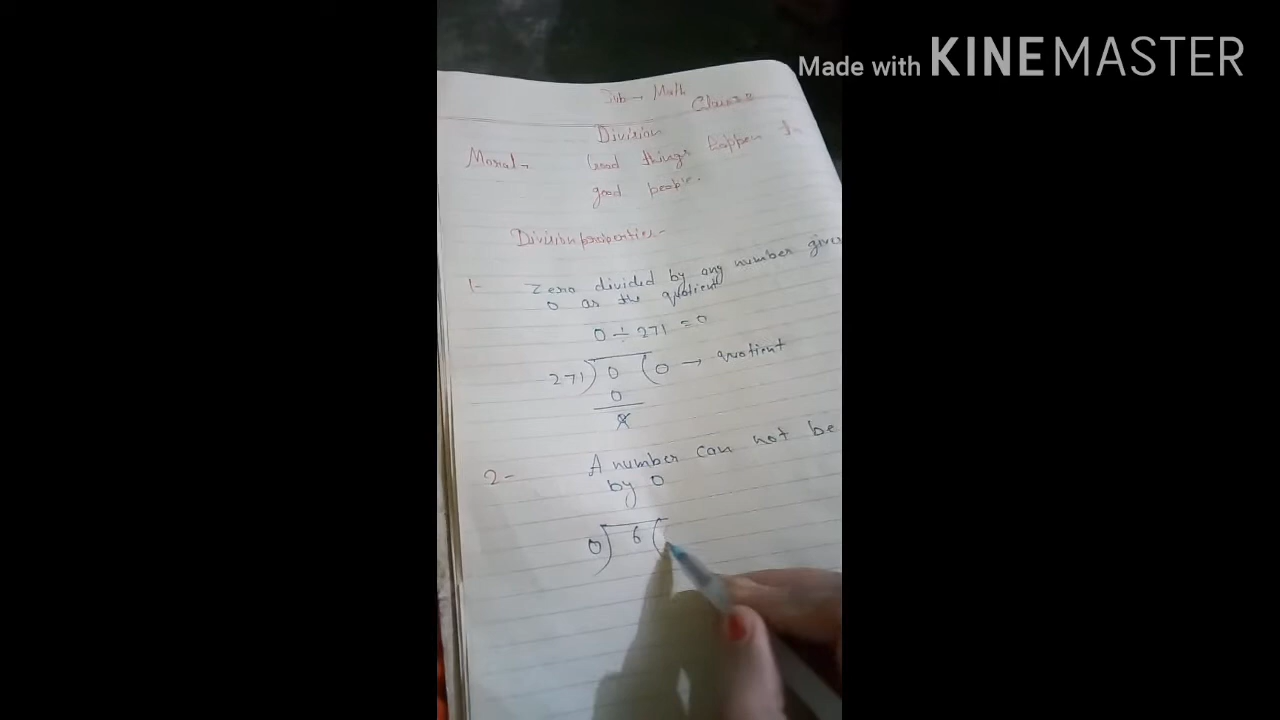 Made with KINEMASTER
Sub → Math
Division
Moral → Good things happen to
good people.
Division properties -
1- Zero divided by any number gives
0 as the quotient
0 ÷ 271 = 0
271) 0 (0 → quotient
0
2- A number can not be
by 0
0) 6 (